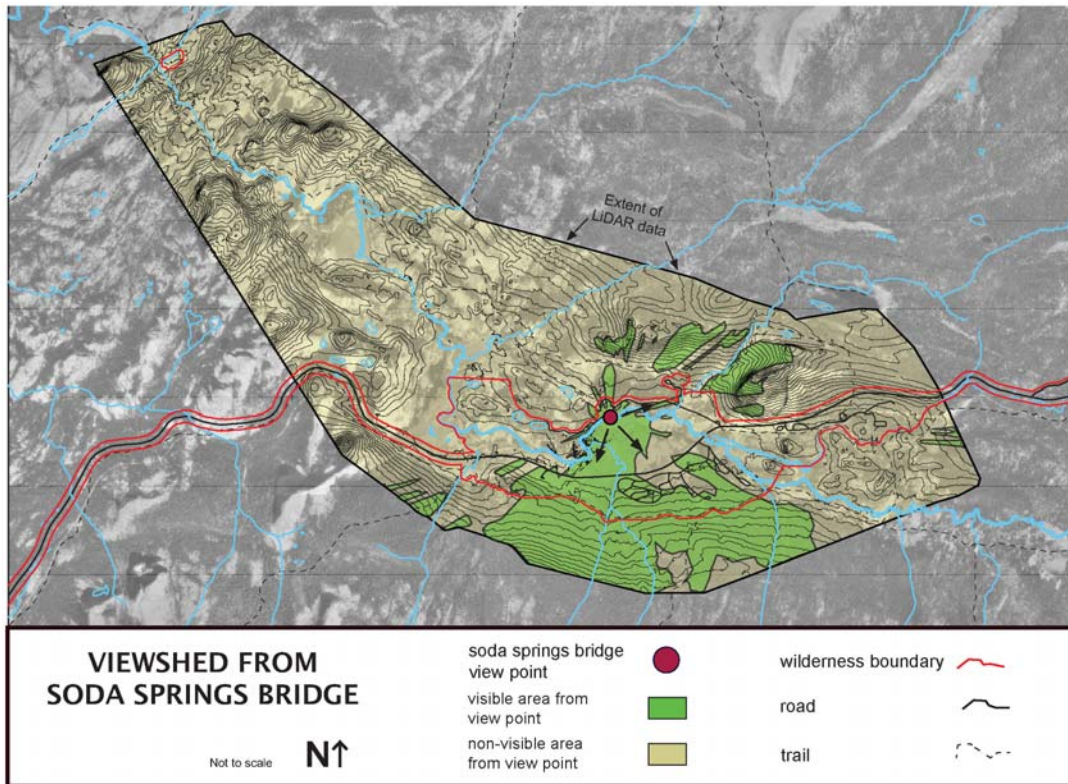 Extent of
LiDAR data
VIEWSHED FROM
SODA SPRINGS BRIDGE
Not to scale
N↑
soda springs bridge
view point
visible area from
view point
non-visible area
from view point
wilderness boundary
road
trail